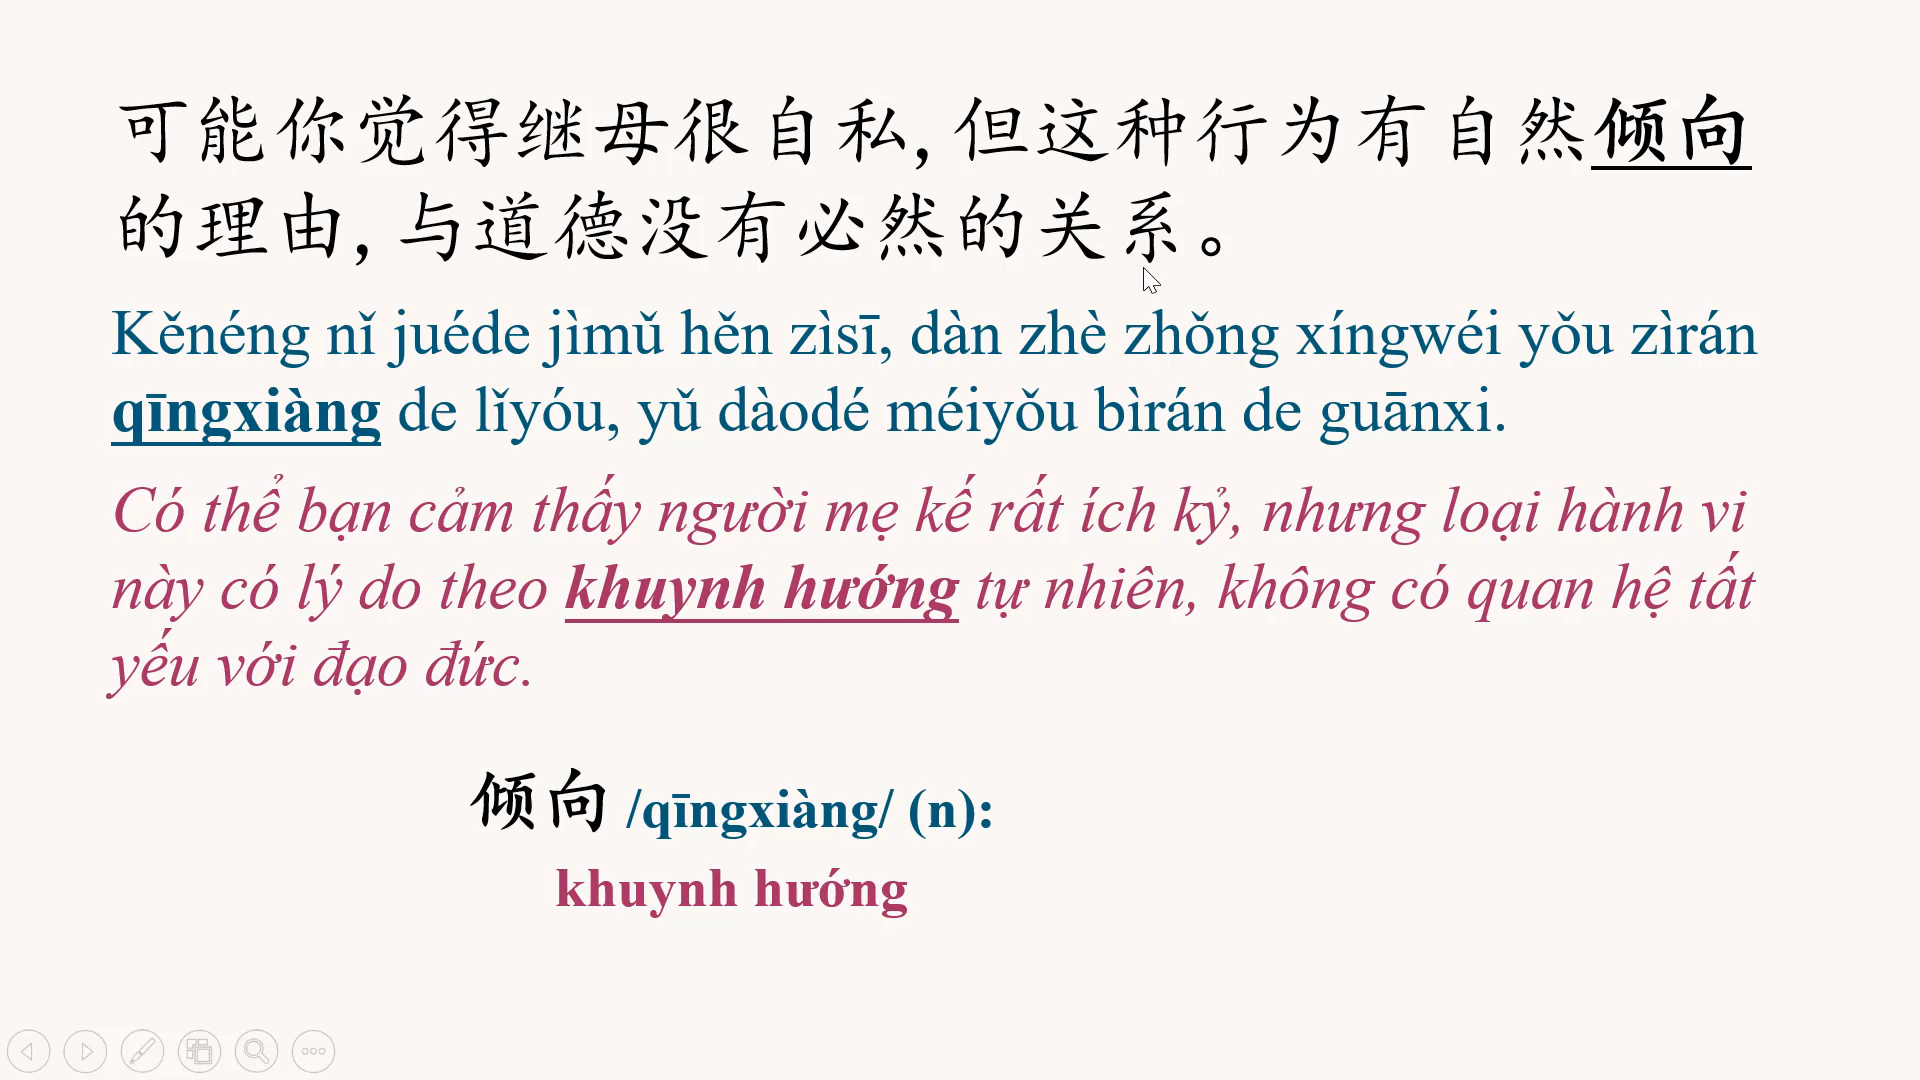 可能你觉得继母很自私,但这种行为有自然倾向
的理由,与道德没有必然的关系。
Kěnéng nǐ juéde jìmǔ hěn zìsī, dàn zhè zhǒng xíngwéi yǒu zìrán
qīngxiàng de lǐyóu, yǔ dàodé méiyǒu bìrán de guānxi.
Có thể bạn cảm thấy người mẹ kế rất ích kỷ, nhưng loại hành vi
này có lý do theo khuynh hướng tự nhiên, không có quan hệ tất
yếu với đạo đức.
倾向 /qīngxiàng/ (n):
khuynh hướng